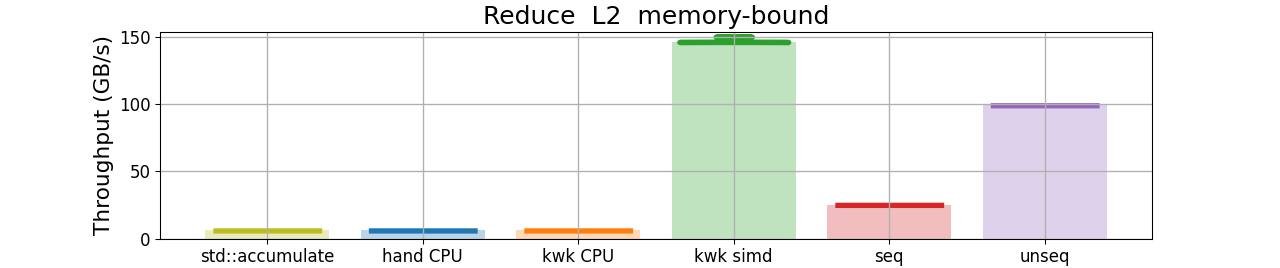 Reduce L2 memory-bound
Throughput (GB/s)
150
100
50
0
std::accumulate
hand CPU
kwk CPU
kwk simd
seq
unseq